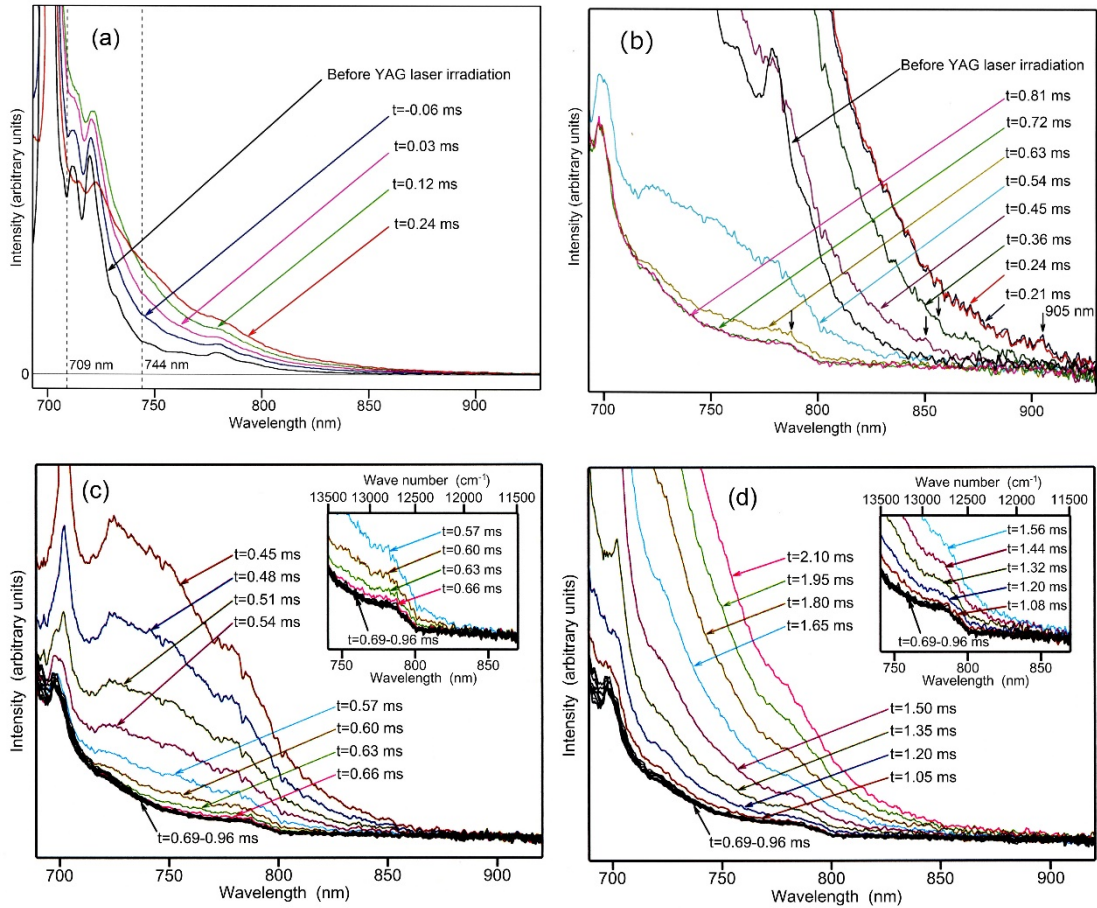 (a)
Before YAG laser irradiation
t=-0.06 ms
t=0.03 ms
t=0.12 ms
t=0.24 ms
709 nm
744 nm
0
700
750
800
850
900
Wavelength (nm)
Intensity (arbitrary units)
(b)
Before YAG laser irradiation
t=0.81 ms
t=0.72 ms
t=0.63 ms
t=0.54 ms
t=0.45 ms
t=0.36 ms
t=0.24 ms
t=0.21 ms
905 nm
700
750
800
850
900
Wavelength (nm)
Intensity (arbitrary units)
(c)
t=0.45 ms
t=0.48 ms
t=0.51 ms
t=0.54 ms
t=0.57 ms
t=0.60 ms
t=0.63 ms
t=0.66 ms
t=0.69-0.96 ms
Wave number (cm⁻¹)
13500
13000
12500
12000
11500
t=0.57 ms
t=0.60 ms
t=0.63 ms
t=0.66 ms
t=0.69-0.96 ms
750
800
850
Wavelength (nm)
700
750
800
850
900
Wavelength (nm)
Intensity (arbitrary units)
(d)
t=2.10 ms
t=1.95 ms
t=1.80 ms
t=1.65 ms
t=1.50 ms
t=1.35 ms
t=1.20 ms
t=1.05 ms
t=0.69-0.96 ms
Wave number (cm⁻¹)
13500
13000
12500
12000
11500
t=1.56 ms
t=1.44 ms
t=1.32 ms
t=1.20 ms
t=1.08 ms
t=0.69-0.96 ms
750
800
850
Wavelength (nm)
700
750
800
850
900
Wavelength (nm)
Intensity (arbitrary units)